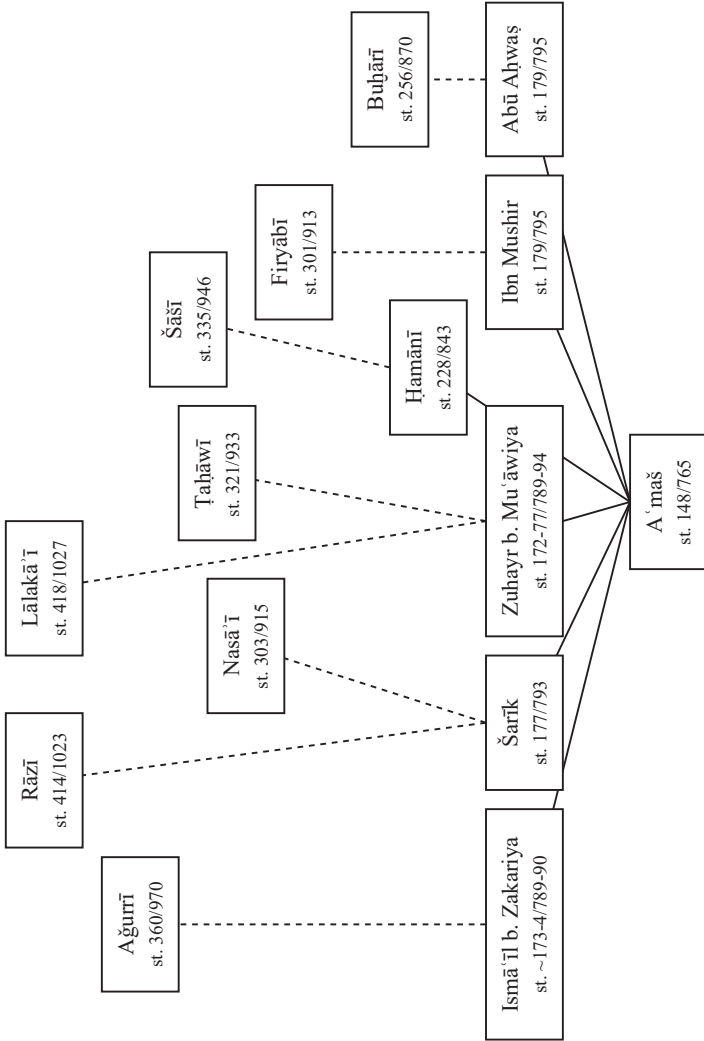 Rāzī
st. 414/1023
Lālakāʾī
st. 418/1027
Ağurrī
st. 360/970
Šāšī
st. 335/946
Ṭaḥāwī
st. 321/933
Nasāʾī
st. 303/915
Firyābī
st. 301/913
Buḫārī
st. 256/870
Ḥamānī
st. 228/843
Ismāʿīl b. Zakariya
st. ~173-4/789-90
Šarīk
st. 177/793
Zuhayr b. Muʿāwiya
st. 172-77/789-94
Ibn Mushir
st. 179/795
Abū Aḥwaṣ
st. 179/795
Aʿmaš
st. 148/765